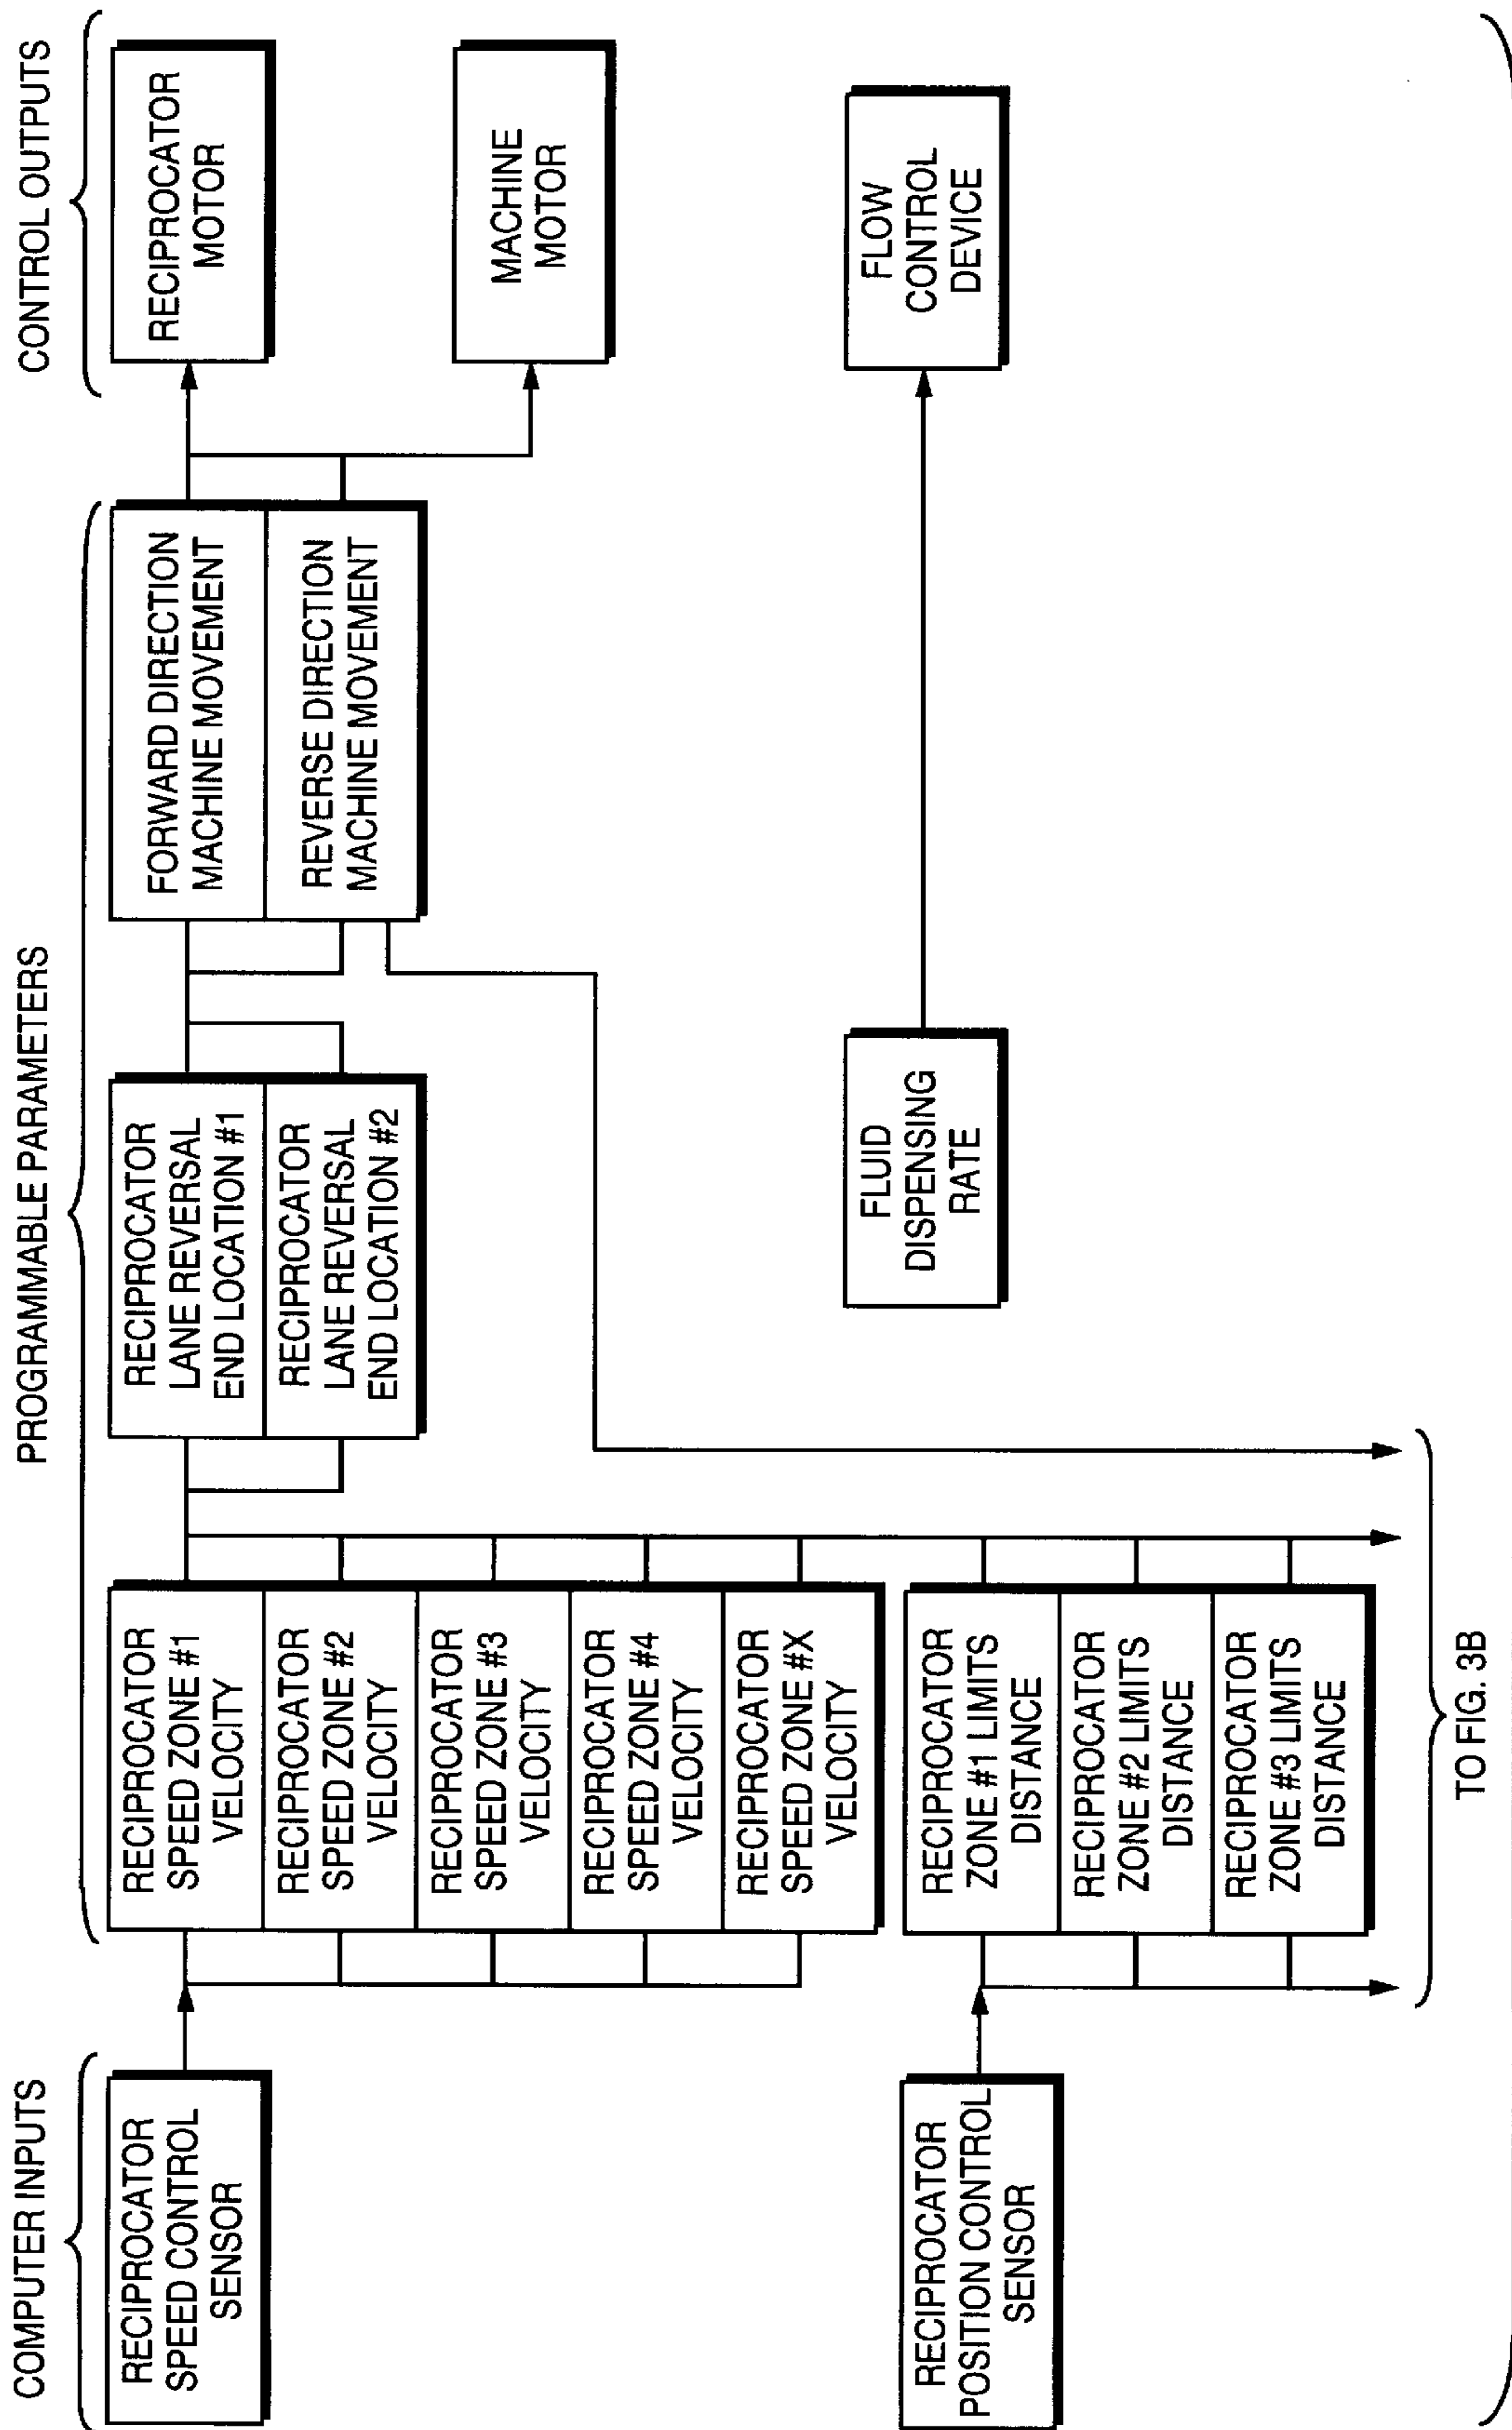 COMPUTER INPUTS
PROGRAMMABLE PARAMETERS
CONTROL OUTPUTS
RECIPROCATOR
SPEED CONTROL
SENSOR
RECIPROCATOR
SPEED ZONE #1
VELOCITY
RECIPROCATOR
SPEED ZONE #2
VELOCITY
RECIPROCATOR
SPEED ZONE #3
VELOCITY
RECIPROCATOR
SPEED ZONE #4
VELOCITY
RECIPROCATOR
SPEED ZONE #X
VELOCITY
RECIPROCATOR
LANE REVERSAL
END LOCATION #1
RECIPROCATOR
LANE REVERSAL
END LOCATION #2
FORWARD DIRECTION
MACHINE MOVEMENT
REVERSE DIRECTION
MACHINE MOVEMENT
RECIPROCATOR
MOTOR
MACHINE
MOTOR
RECIPROCATOR
POSITION CONTROL
SENSOR
RECIPROCATOR
ZONE #1 LIMITS
DISTANCE
RECIPROCATOR
ZONE #2 LIMITS
DISTANCE
RECIPROCATOR
ZONE #3 LIMITS
DISTANCE
FLUID
DISPENSING
RATE
FLOW
CONTROL
DEVICE
TO FIG. 3B